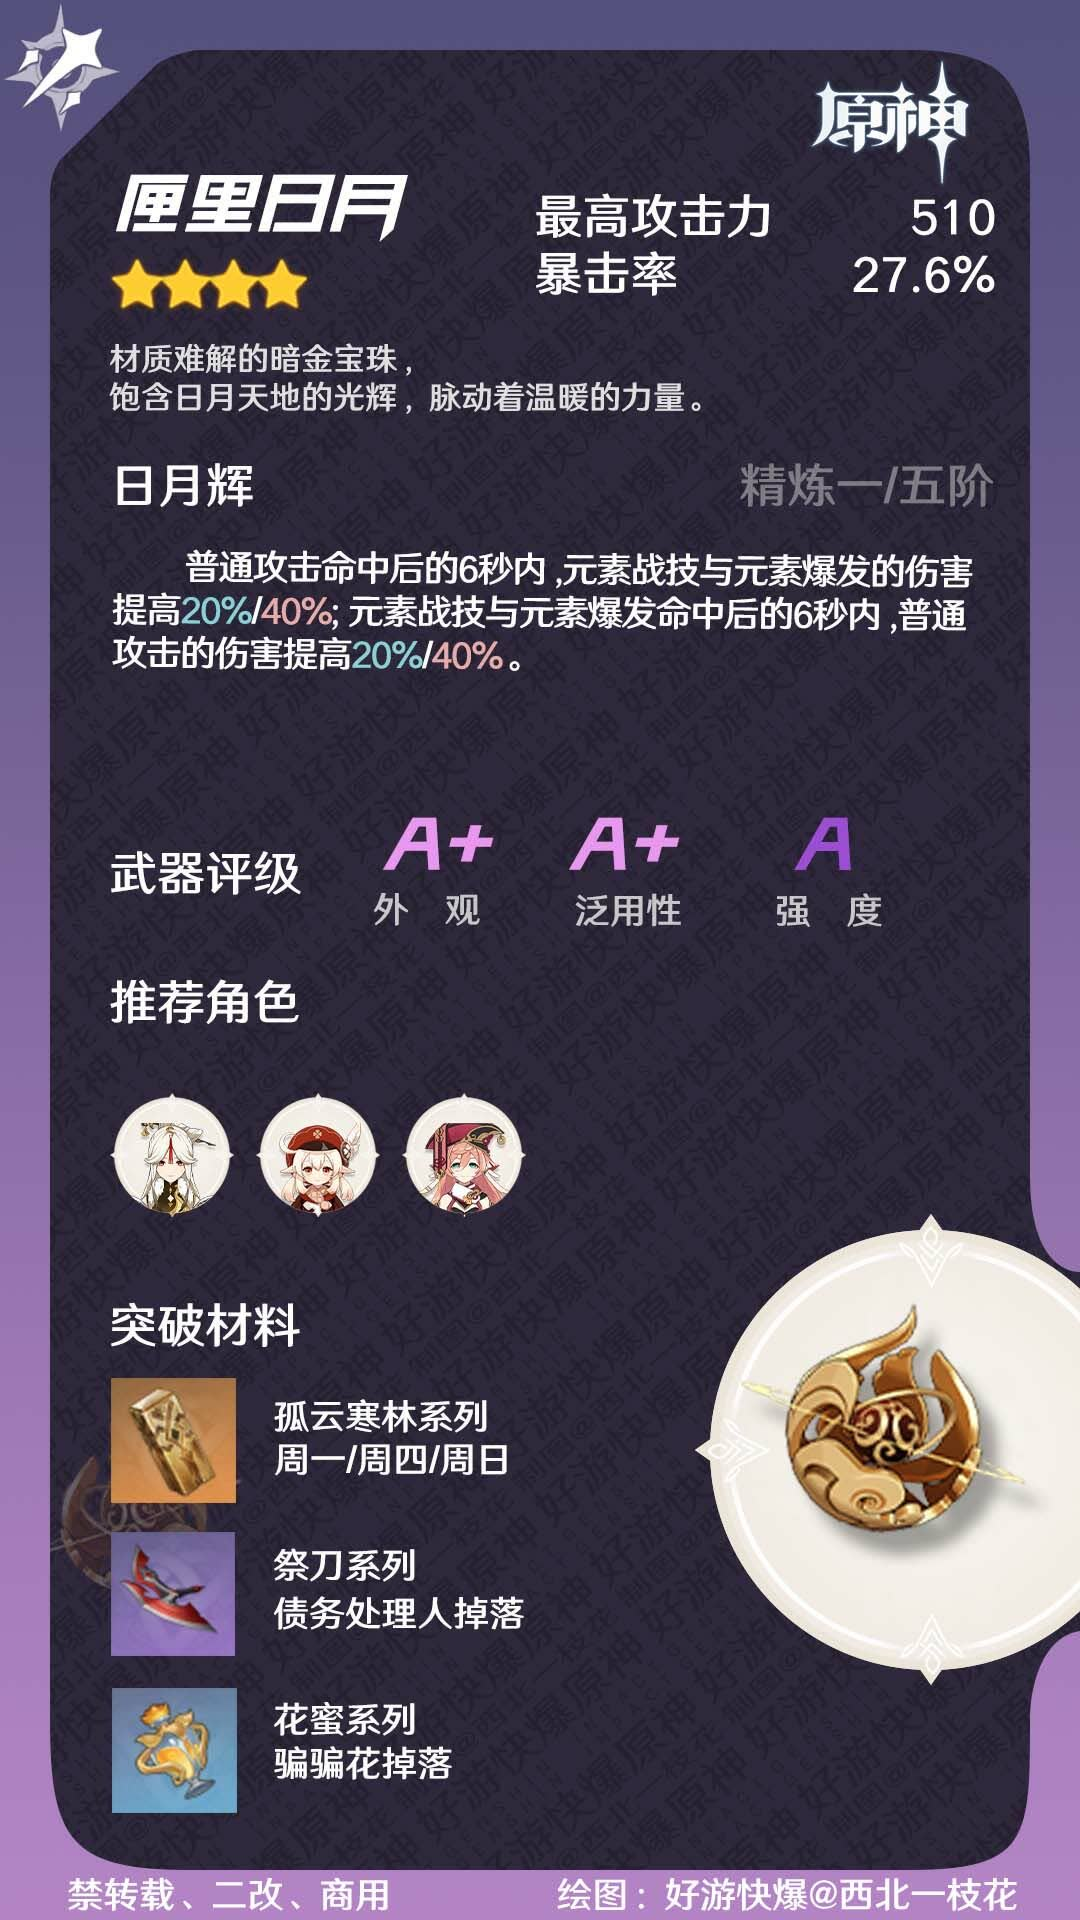 原神
匣里日月
最高攻击力 510
暴击率 27.6%
材质难解的暗金宝珠，
饱含日月天地的光辉，脉动着温暖的力量。
日月辉 精炼一/五阶
普通攻击命中后的6秒内,元素战技与元素爆发的伤害
提高20%/40%;元素战技与元素爆发命中后的6秒内,普通
攻击的伤害提高20%/40%。
武器评级
A+ A+ A
外 观 泛用性 强 度
推荐角色
突破材料
孤云寒林系列
周一/周四/周日
祭刀系列
债务处理人掉落
花蜜系列
骗骗花掉落
禁转载、二改、商用 绘图：好游快爆@西北一枝花